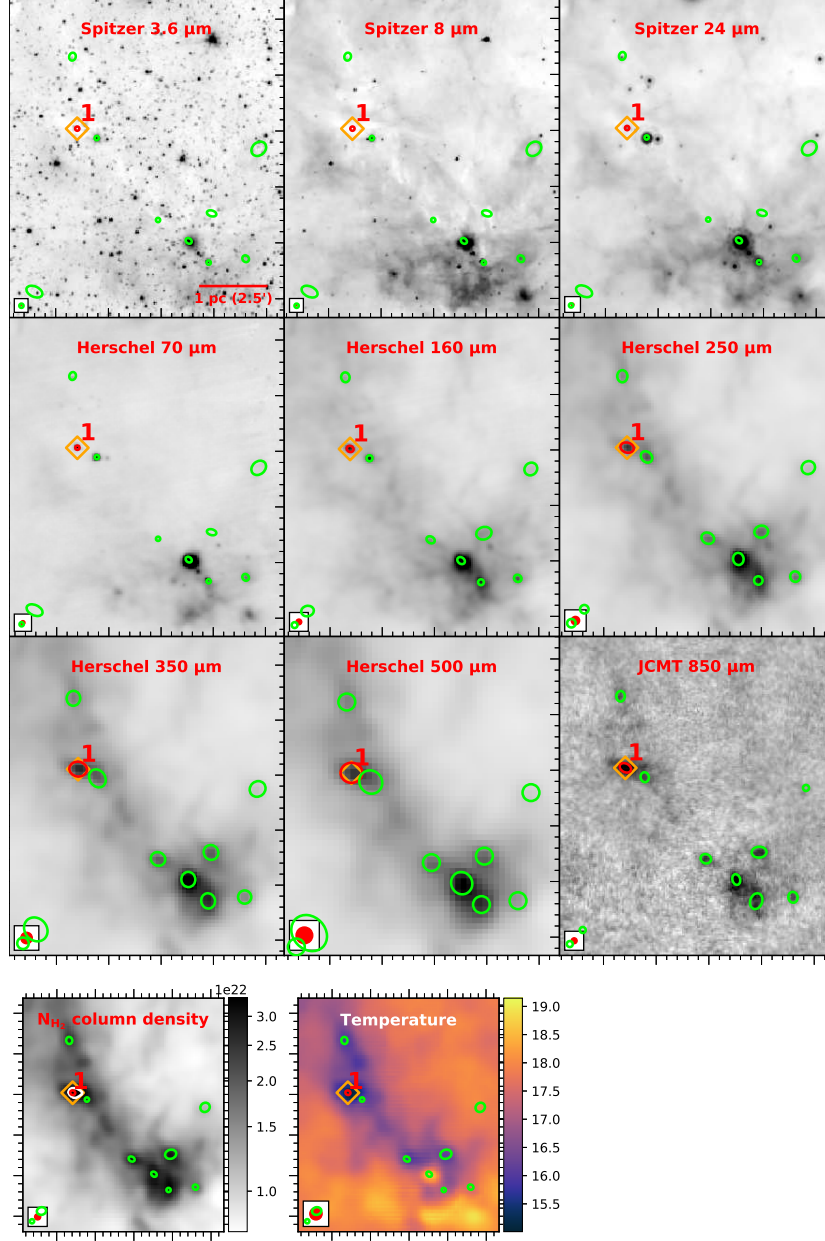 Spitzer 3.6 μm
1
1 pc (2.5')
Spitzer 8 μm
1
Spitzer 24 μm
1
Herschel 70 μm
1
Herschel 160 μm
1
Herschel 250 μm
1
Herschel 350 μm
1
Herschel 500 μm
1
JCMT 850 μm
1
N_H₂ column density
1
1e22
3.0
2.5
2.0
1.5
1.0
Temperature
1
19.0
18.5
18.0
17.5
17.0
16.5
16.0
15.5